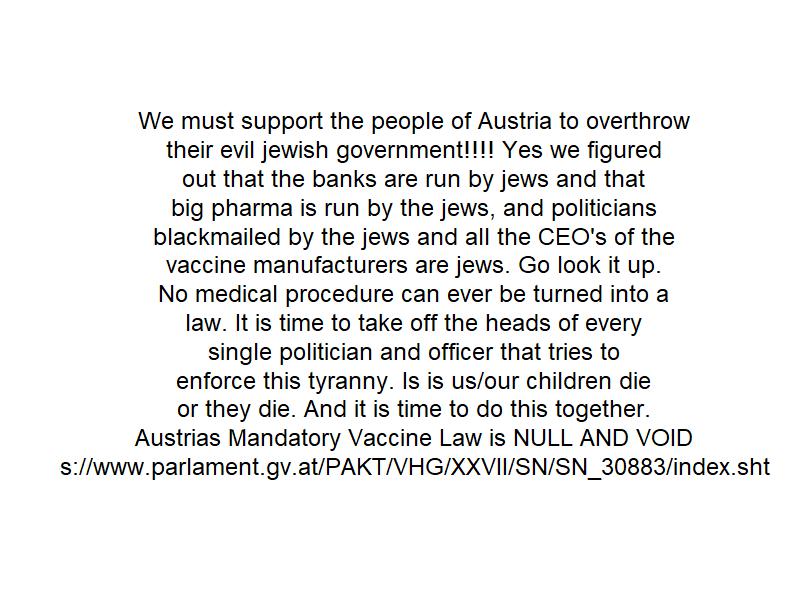 We must support the people of Austria to overthrow
their evil jewish government!!!! Yes we figured
out that the banks are run by jews and that
big pharma is run by the jews, and politicians
blackmailed by the jews and all the CEO's of the
vaccine manufacturers are jews. Go look it up.
No medical procedure can ever be turned into a
law. It is time to take off the heads of every
single politician and officer that tries to
enforce this tyranny. Is is us/our children die
or they die. And it is time to do this together.
Austrias Mandatory Vaccine Law is NULL AND VOID
s://www.parlament.gv.at/PAKT/VHG/XXVII/SN/SN_30883/index.sht